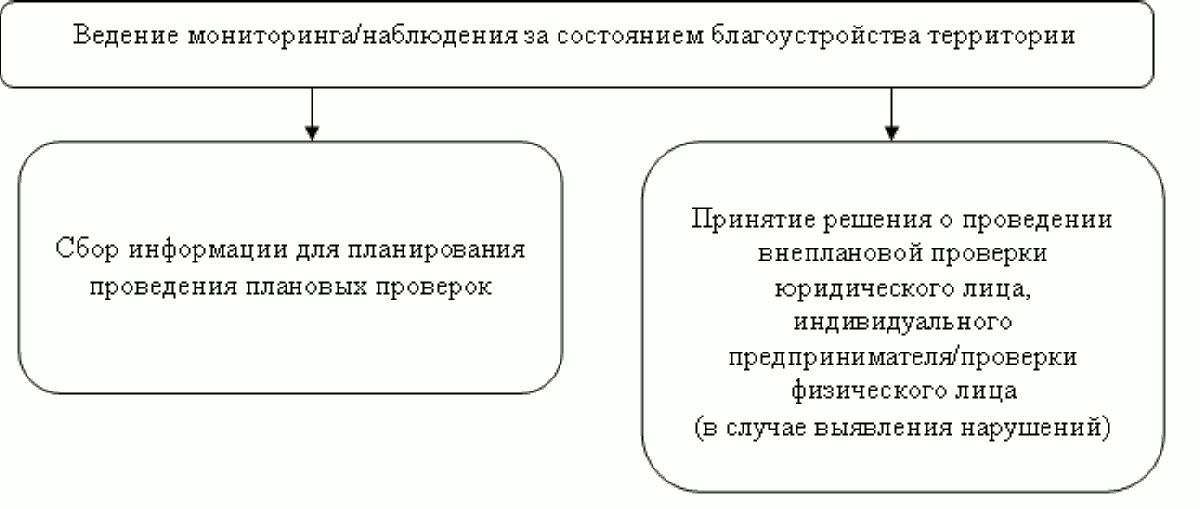 Ведение мониторинга/наблюдения за состоянием благоустройства территории
Сбор информации для планирования
проведения плановых проверок
Принятие решения о проведении
внеплановой проверки
юридического лица,
индивидуального
предпринимателя/проверки
физического лица
(в случае выявления нарушений)